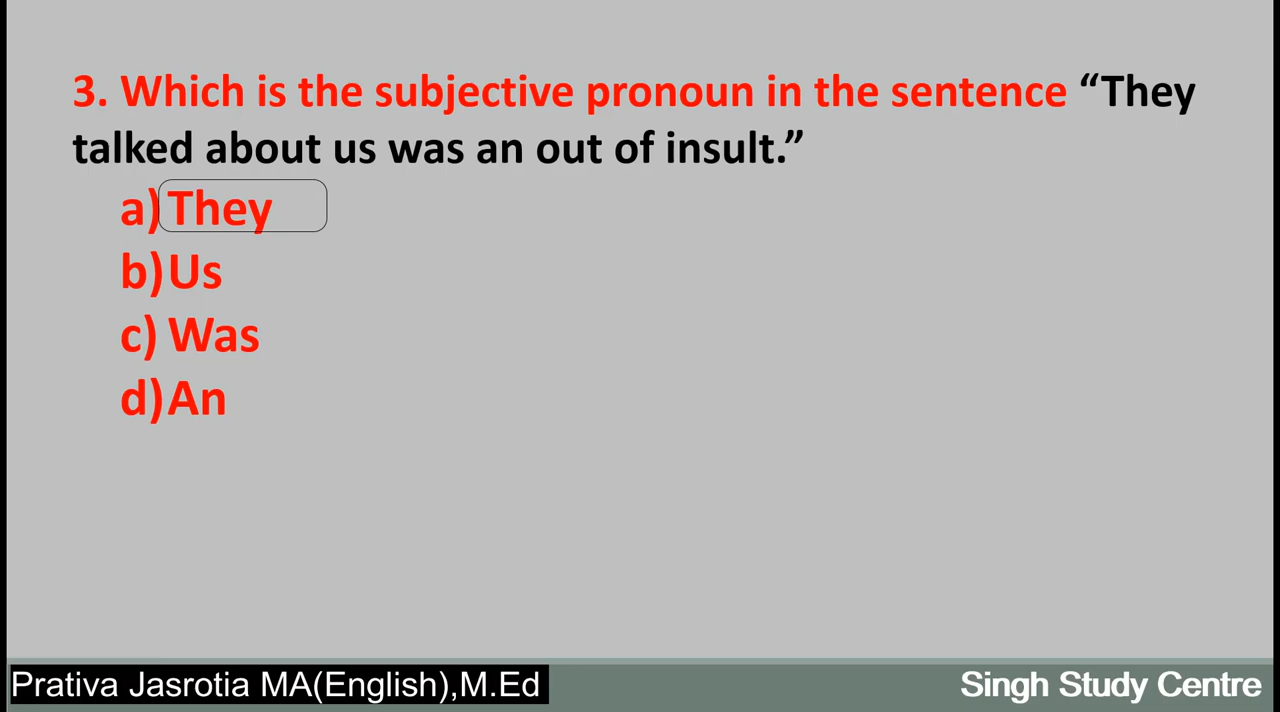 3. Which is the subjective pronoun in the sentence “They
talked about us was an out of insult.”
a) They
b) Us
c) Was
d) An
Prativa Jasrotia MA(English),M.Ed
Singh Study Centre